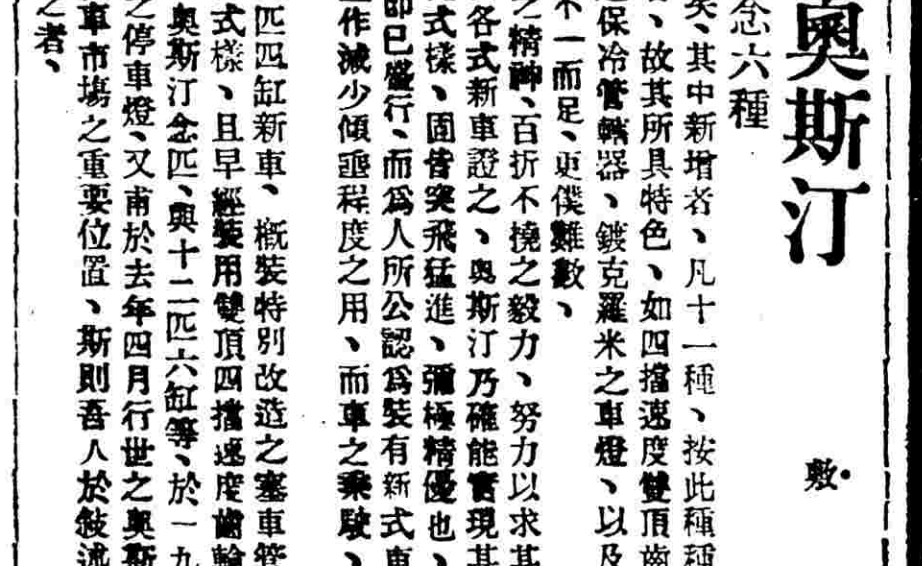 奧斯汀
敷
念六種
矣、其中新增者、凡十一種、按此種種
、故其所具特色、如四擋速度雙頂齒
保冷管轄器、鍍克羅米之車燈、以及
不一而足、更僕難數、
之精神、百折不撓之毅力、努力以求其
各式新車證之、奧斯汀乃確能實現其
式樣、固皆突飛猛進、彌極精優也、
即已盛行、而爲人所公認爲裝有新式車
作減少傾垂程度之用、而車之乘駛、
匹四缸新車、概裝特別改造之塞車管
式樣、且早經裝用雙頂四擋速度齒輪
奧斯汀念匹、與十二匹六缸等、於一九
之停車燈、又甫於去年四月行世之奧斯
車市場之重要位置、斯則吾人於敍述
之者、